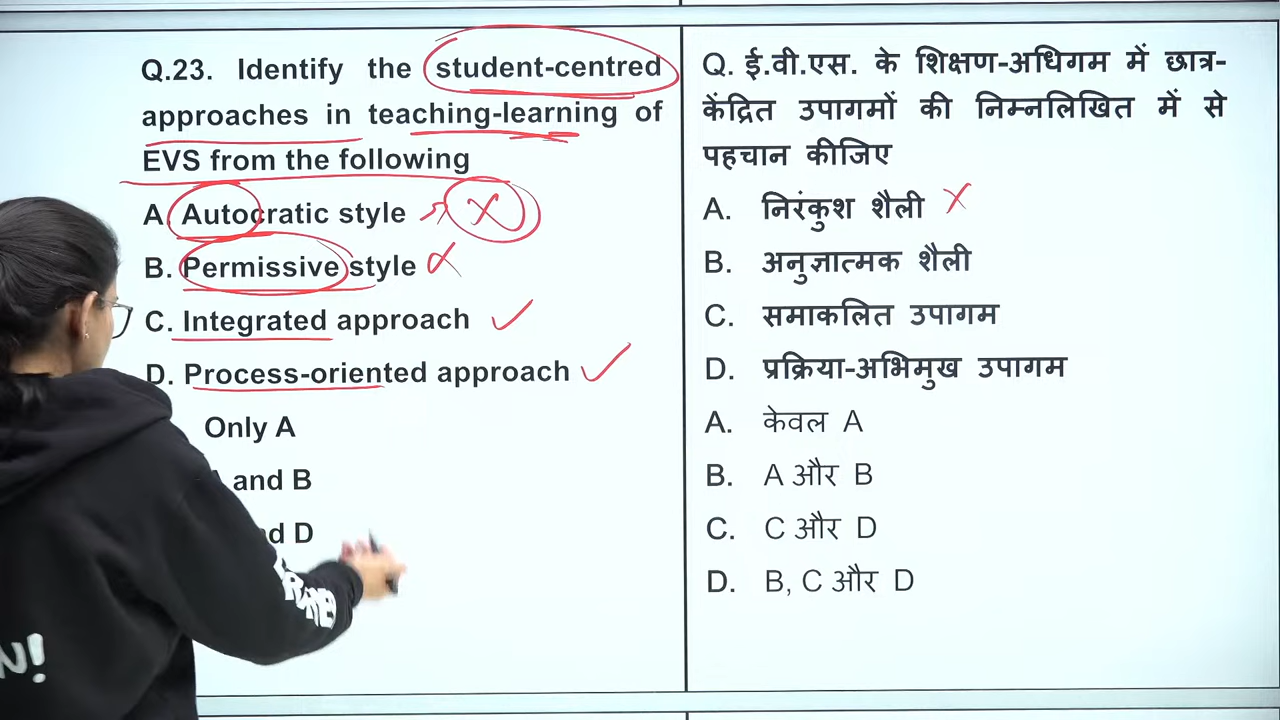 Q.23. Identify the student-centred
approaches in teaching-learning of
EVS from the following
A. Autocratic style
B. Permissive style
C. Integrated approach
D. Process-oriented approach
Only A
and B
D
Q. ई.वी.एस. के शिक्षण-अधिगम में छात्र-
केंद्रित उपागमों की निम्नलिखित में से
पहचान कीजिए
A. निरंकुश शैली
B. अनुज्ञात्मक शैली
C. समाकलित उपागम
D. प्रक्रिया-अभिमुख उपागम
A. केवल A
B. A और B
C. C और D
D. B, C और D